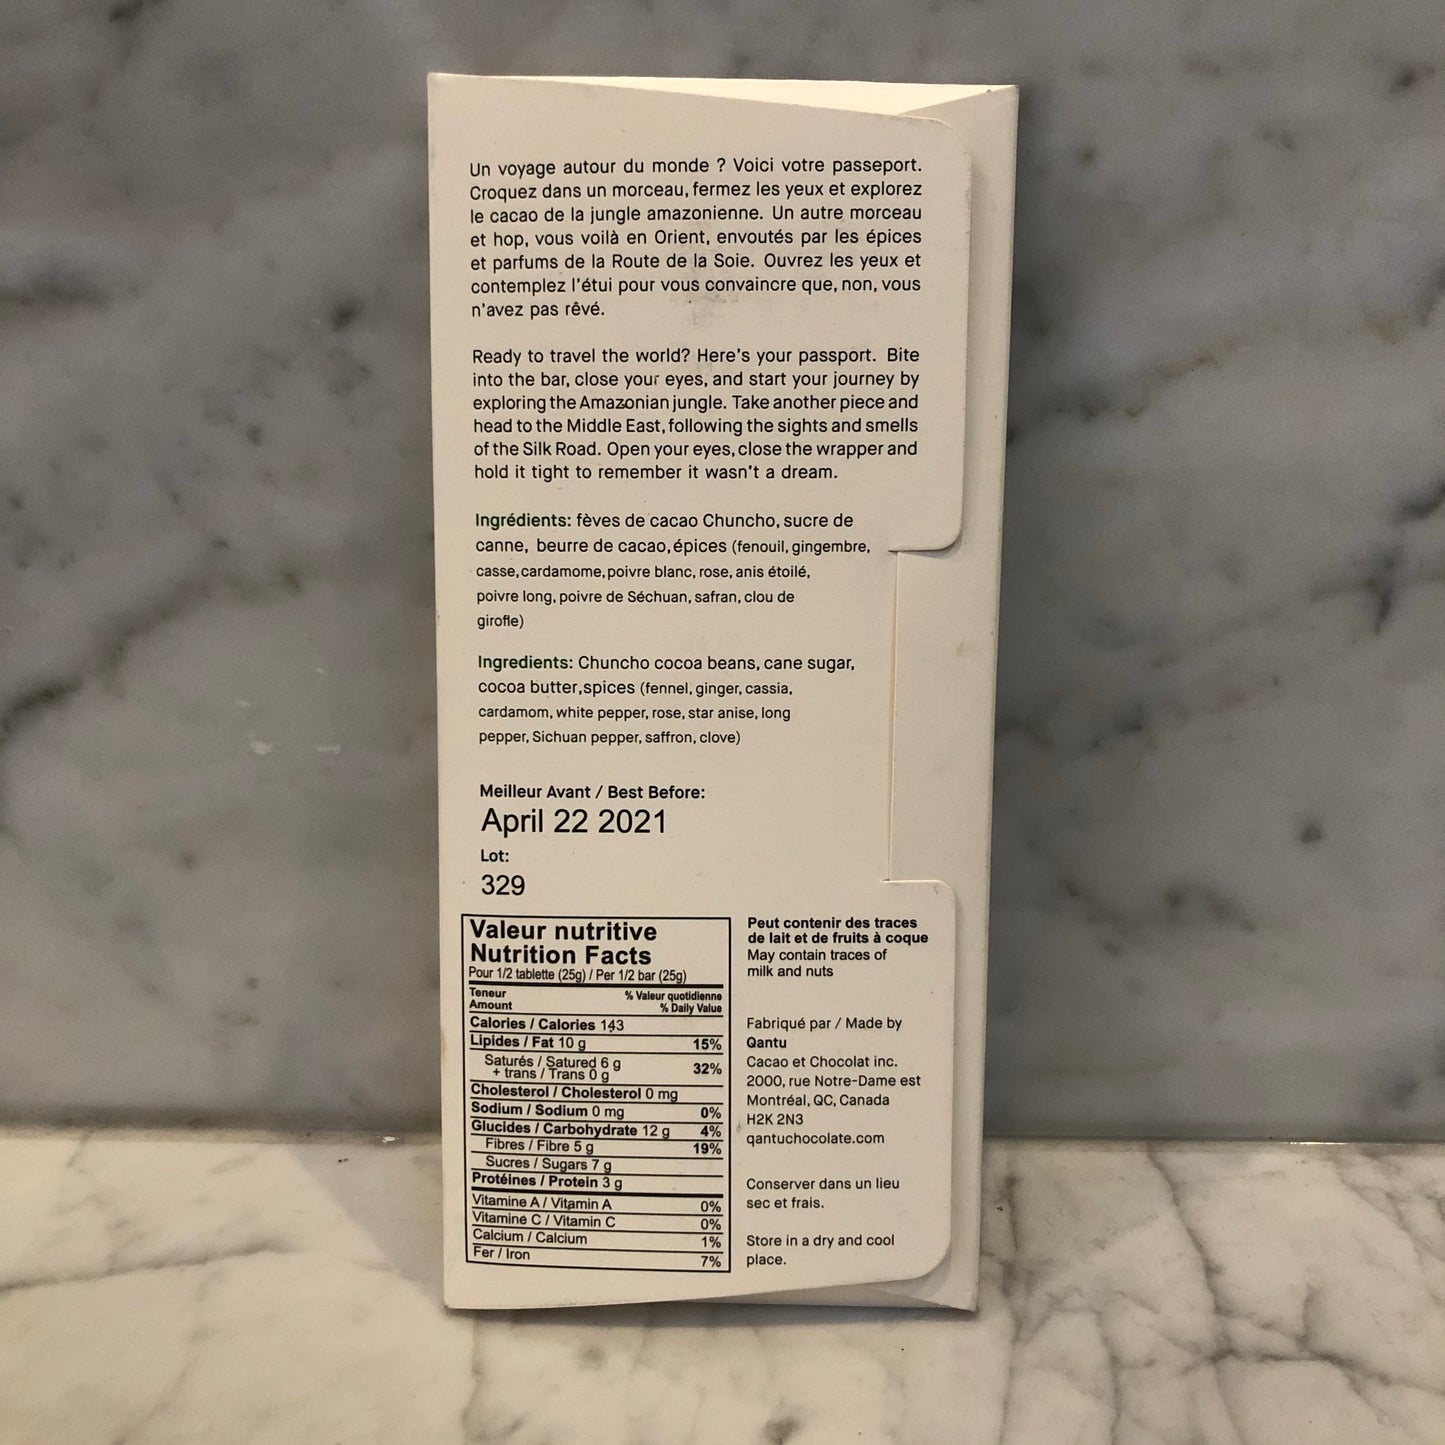 Un voyage autour du monde ? Voici votre passeport.
Croquez dans un morceau, fermez les yeux et explorez
le cacao de la jungle amazonienne. Un autre morceau
et hop, vous voilà en Orient, envoutés par les épices
et parfums de la Route de la Soie. Ouvrez les yeux et
contemplez l'étui pour vous convaincre que, non, vous
n'avez pas rêvé.
Ready to travel the world? Here's your passport. Bite
into the bar, close your eyes, and start your journey by
exploring the Amazonian jungle. Take another piece and
head to the Middle East, following the sights and smells
of the Silk Road. Open your eyes, close the wrapper and
hold it tight to remember it wasn't a dream.
Ingrédients: fèves de cacao Chuncho, sucre de
canne, beurre de cacao, épices (fenouil, gingembre,
casse, cardamome, poivre blanc, rose, anis étoilé,
poivre long, poivre de Séchuan, safran, clou de
girofle)
Ingredients: Chuncho cocoa beans, cane sugar,
cocoa butter, spices (fennel, ginger, cassia,
cardamom, white pepper, rose, star anise, long
pepper, Sichuan pepper, saffron, clove)
Meilleur Avant / Best Before:
April 22 2021
Lot:
329
Valeur nutritive
Nutrition Facts
Pour 1/2 tablette (25g) / Per 1/2 bar (25g)
Teneur % Valeur quotidienne
Amount % Daily Value
Calories / Calories 143
Lipides / Fat 10 g 15%
Saturés / Satured 6 g
+ trans / Trans 0 g 32%
Cholesterol / Cholesterol 0 mg
Sodium / Sodium 0 mg 0%
Glucides / Carbohydrate 12 g 4%
Fibres / Fibre 5 g 19%
Sucres / Sugars 7 g
Protéines / Protein 3 g
Vitamine A / Vitamin A 0%
Vitamine C / Vitamin C 0%
Calcium / Calcium 1%
Fer / Iron 7%
Peut contenir des traces
de lait et de fruits à coque
May contain traces of
milk and nuts
Fabriqué par / Made by
Qantu
Cacao et Chocolat inc.
2000, rue Notre-Dame est
Montréal, QC, Canada
H2K 2N3
qantuchocolate.com
Conserver dans un lieu
sec et frais.
Store in a dry and cool
place.